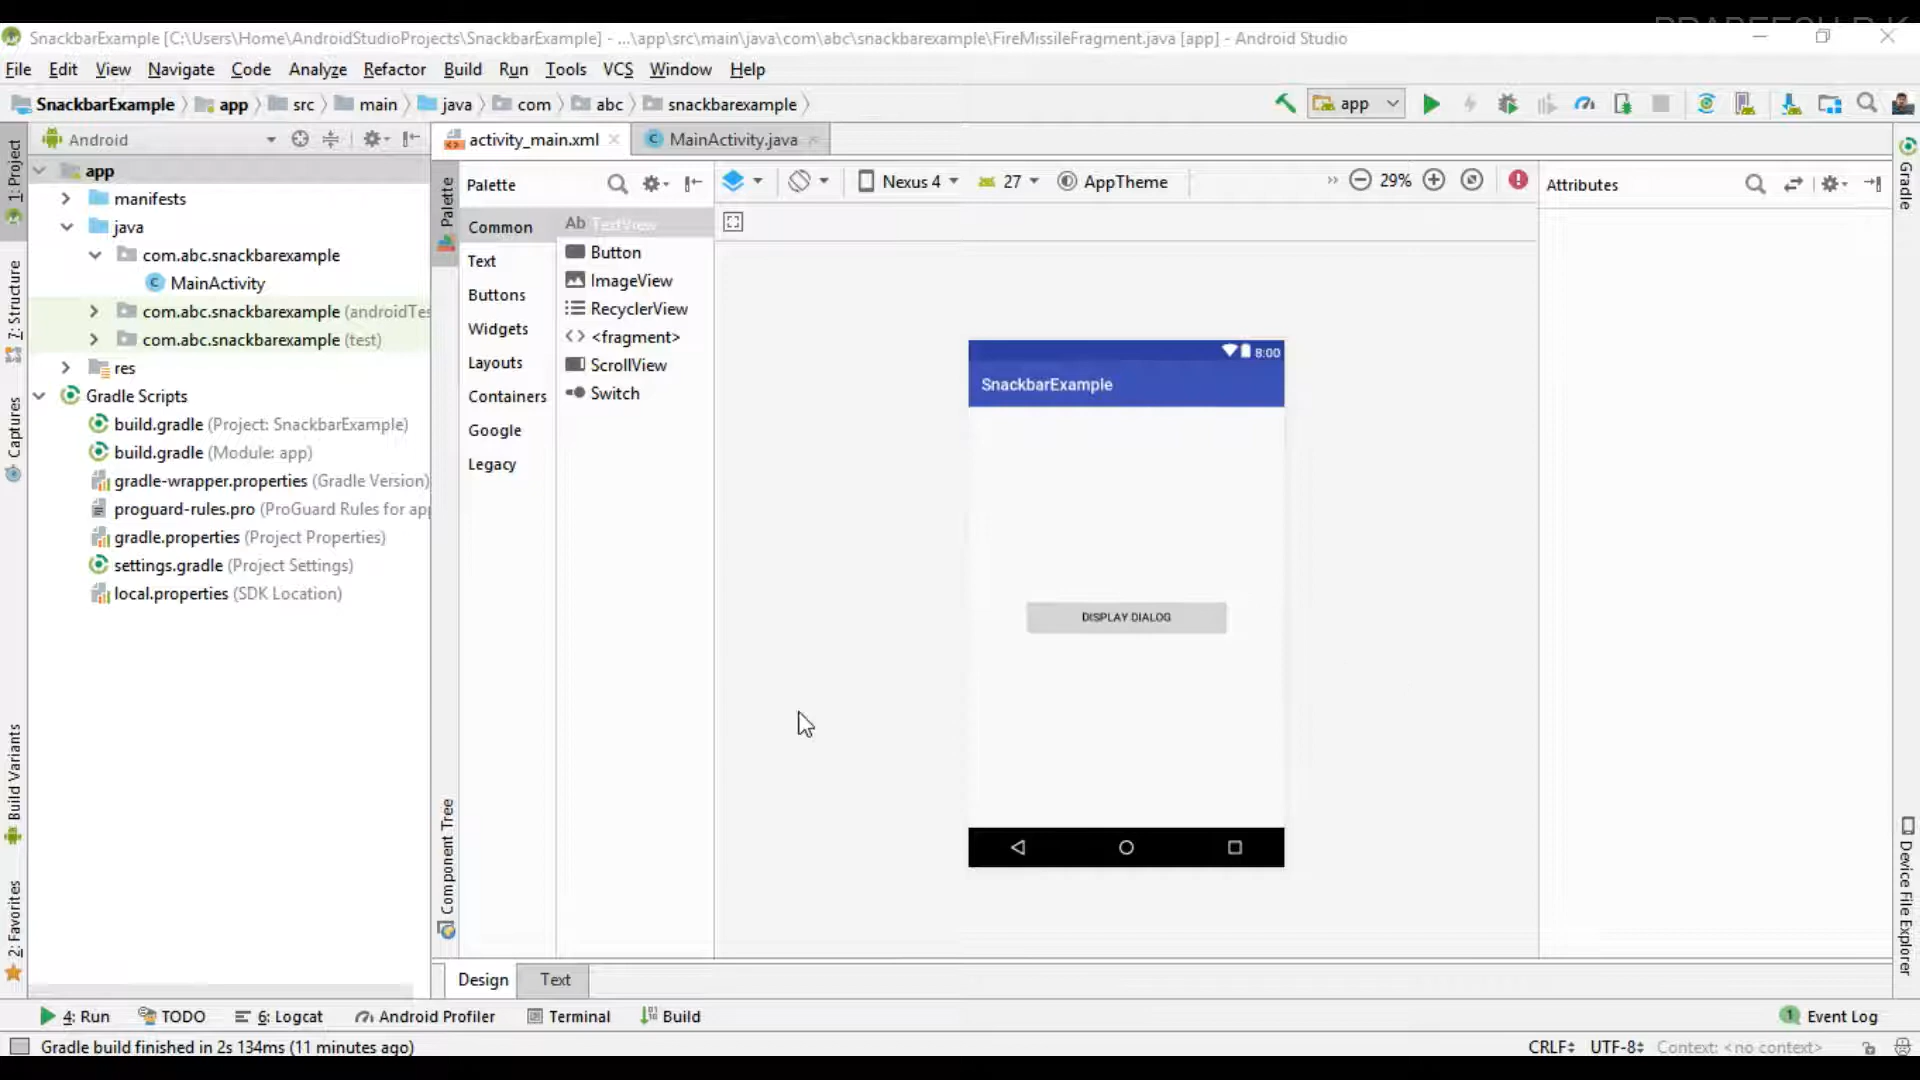 SnackbarExample [C:\Users\Home\AndroidStudioProjects\SnackbarExample] - ...\app\src\main\java\com\abc\snackbarexample\FireMissileFragment.java [app] - Android Studio
File Edit View Navigate Code Analyze Refactor Build Run Tools VCS Window Help
SnackbarExample app src main java com abc snackbarexample app
Android
activity_main.xml MainActivity.java
1: Project
7: Structure
Captures
Build Variants
2: Favorites
app
manifests
java
com.abc.snackbarexample
MainActivity
com.abc.snackbarexample (androidTes
com.abc.snackbarexample (test)
res
Gradle Scripts
build.gradle (Project: SnackbarExample)
build.gradle (Module: app)
gradle-wrapper.properties (Gradle Version)
proguard-rules.pro (ProGuard Rules for app
gradle.properties (Project Properties)
settings.gradle (Project Settings)
local.properties (SDK Location)
Palette
Component Tree
Palette
Common
Text
Buttons
Widgets
Layouts
Containers
Google
Legacy
Ab TextView
Button
ImageView
RecyclerView
<fragment>
ScrollView
Switch
Nexus 4 27 AppTheme 29%
8:00
SnackbarExample
DISPLAY DIALOG
Attributes
Gradle
Device File Explorer
Design Text
4: Run TODO 6: Logcat Android Profiler Terminal Build 1 Event Log
Gradle build finished in 2s 134ms (11 minutes ago) CRLF UTF-8 Context: <no context>